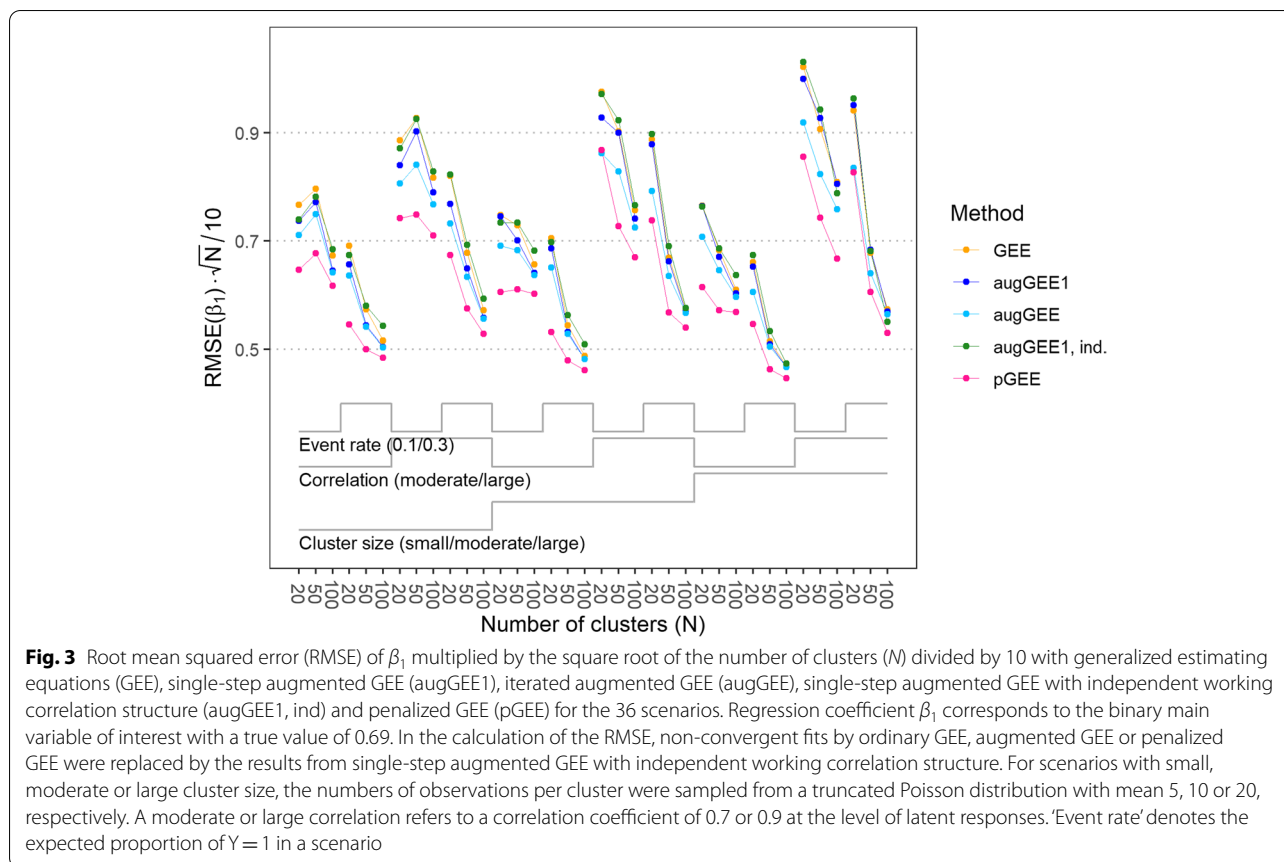 0.9
0.7
0.5
RMSE(β₁)·√N / 10
Method
GEE
augGEE1
augGEE
augGEE1, ind.
pGEE
Event rate (0.1/0.3)
Correlation (moderate/large)
Cluster size (small/moderate/large)
20 50 100 20 50 100 20 50 100 20 50 100 20 50 100 20 50 100 20 50 100 20 50 100 20 50 100 20 50 100 20 50 100 20 50 100
Number of clusters (N)
Fig. 3 Root mean squared error (RMSE) of β₁ multiplied by the square root of the number of clusters (N) divided by 10 with generalized estimating
equations (GEE), single-step augmented GEE (augGEE1), iterated augmented GEE (augGEE), single-step augmented GEE with independent working
correlation structure (augGEE1, ind) and penalized GEE (pGEE) for the 36 scenarios. Regression coefficient β₁ corresponds to the binary main
variable of interest with a true value of 0.69. In the calculation of the RMSE, non-convergent fits by ordinary GEE, augmented GEE or penalized
GEE were replaced by the results from single-step augmented GEE with independent working correlation structure. For scenarios with small,
moderate or large cluster size, the numbers of observations per cluster were sampled from a truncated Poisson distribution with mean 5, 10 or 20,
respectively. A moderate or large correlation refers to a correlation coefficient of 0.7 or 0.9 at the level of latent responses. 'Event rate' denotes the
expected proportion of Y = 1 in a scenario